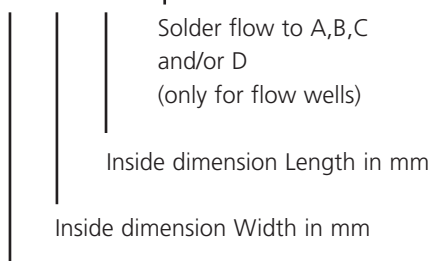 Solder flow to A,B,C
and/or D
(only for flow wells)
Inside dimension Length in mm
Inside dimension Width in mm